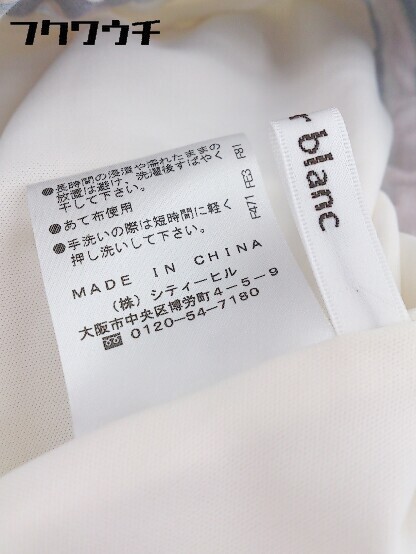 フクワウチ
●長時間の浸漬や濡れたままの
放置は避け、洗濯後すばやく
干して下さい。
●あて布使用
●手洗いの際は短時間に軽く
押し洗いして下さい。
MADE IN CHINA
(株) シティーヒル
大阪市中央区博労町4-5-9
0120-54-7180
R71 R53 R81
r blanc